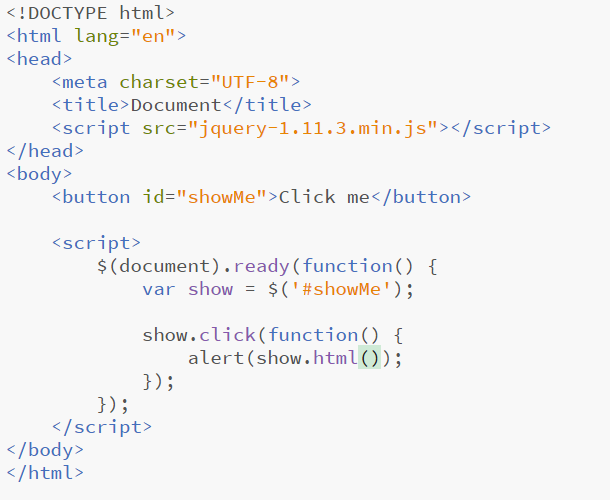 <!DOCTYPE html>
<html lang="en">
<head>
    <meta charset="UTF-8">
    <title>Document</title>
    <script src="jquery-1.11.3.min.js"></script>
</head>
<body>
    <button id="showMe">Click me</button>

    <script>
        $(document).ready(function() {
            var show = $('#showMe');

            show.click(function() {
                alert(show.html());
            });
        });
    </script>
</body>
</html>